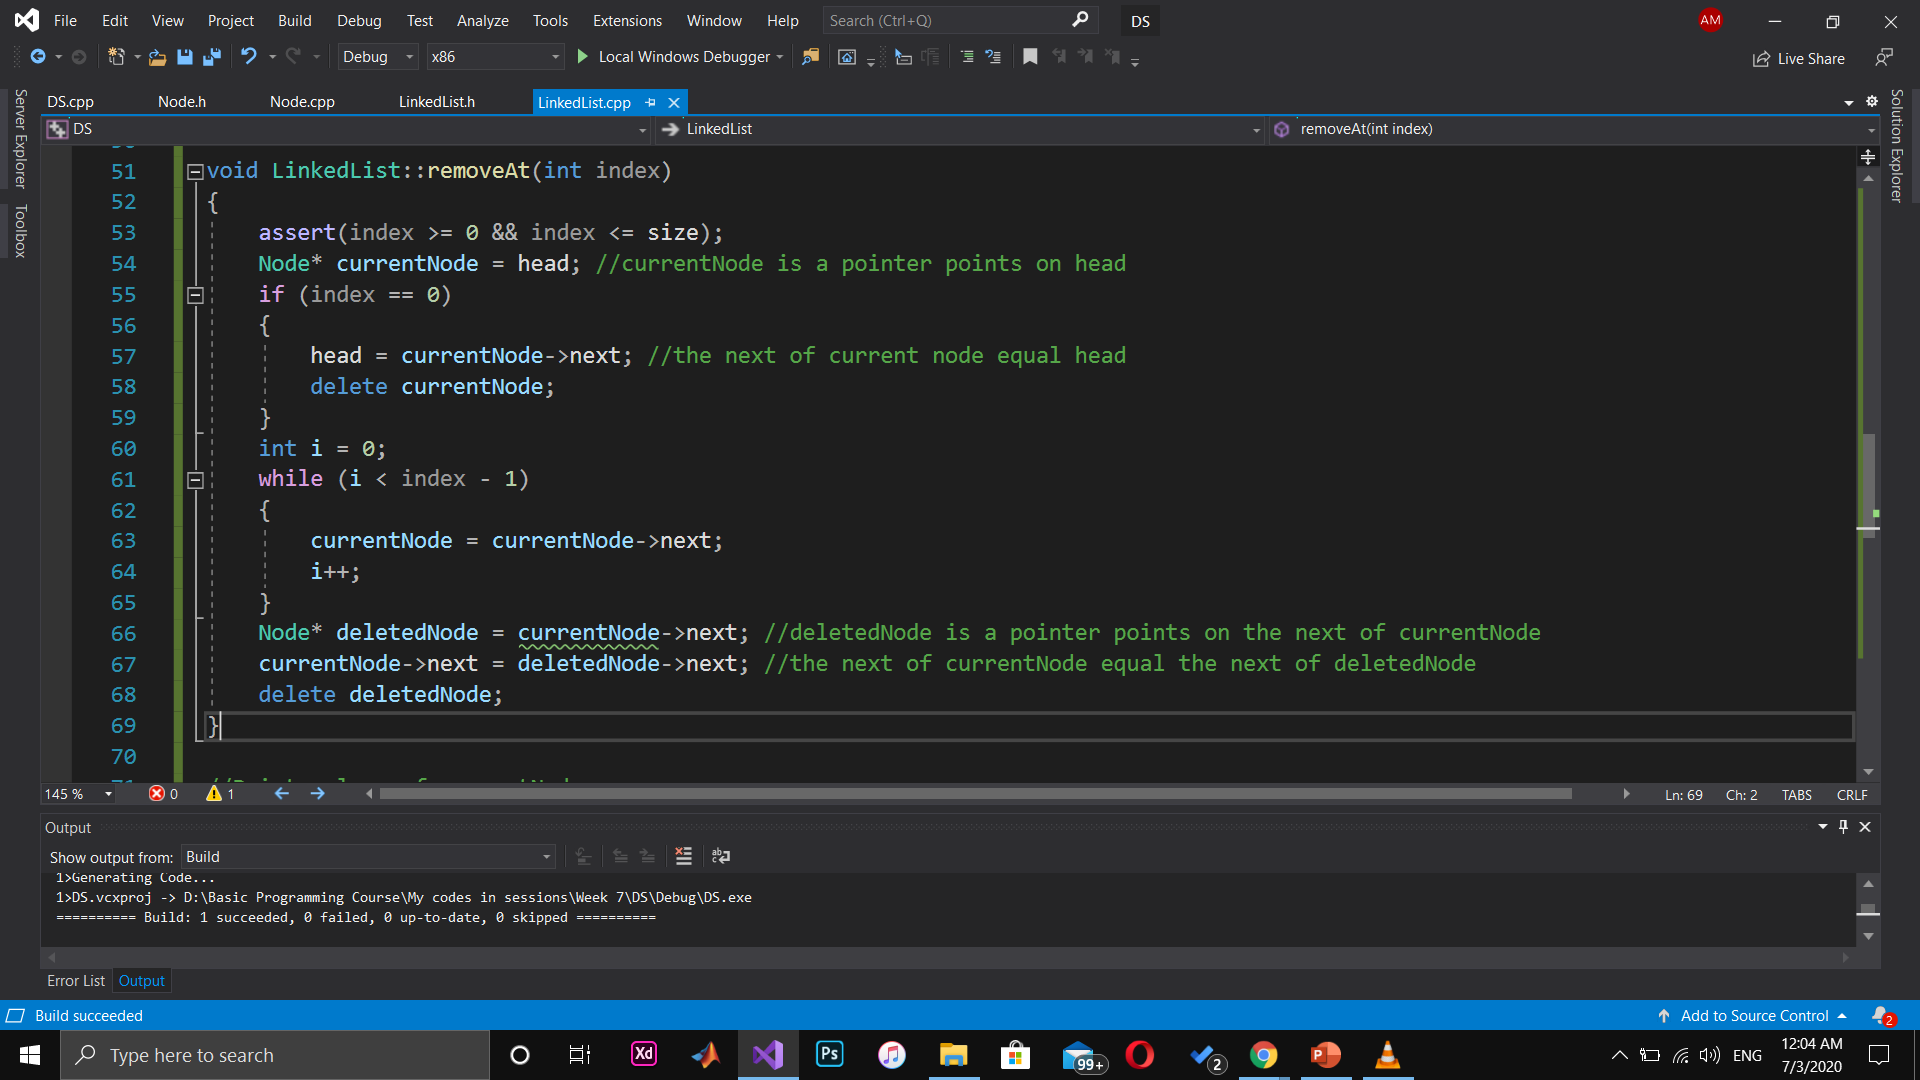 File Edit View Project Build Debug Test Analyze Tools Extensions Window Help Search (Ctrl+Q) DS AM
Debug x86 Local Windows Debugger Live Share
Server Explorer
Toolbox
Solution Explorer
DS.cpp Node.h Node.cpp LinkedList.h LinkedList.cpp
DS LinkedList removeAt(int index)
51 void LinkedList::removeAt(int index)
52 {
53 assert(index >= 0 && index <= size);
54 Node* currentNode = head; //currentNode is a pointer points on head
55 if (index == 0)
56 {
57 head = currentNode->next; //the next of current node equal head
58 delete currentNode;
59 }
60 int i = 0;
61 while (i < index - 1)
62 {
63 currentNode = currentNode->next;
64 i++;
65 }
66 Node* deletedNode = currentNode->next; //deletedNode is a pointer points on the next of currentNode
67 currentNode->next = deletedNode->next; //the next of currentNode equal the next of deletedNode
68 delete deletedNode;
69 }
70
145 % 0 1 Ln: 69 Ch: 2 TABS CRLF
Output
Show output from: Build
1>Generating Code...
1>DS.vcxproj -> D:\Basic Programming Course\My codes in sessions\Week 7\DS\Debug\DS.exe
========== Build: 1 succeeded, 0 failed, 0 up-to-date, 0 skipped ==========
Error List Output
Build succeeded Add to Source Control 2
Type here to search Xd Ps 99+ 2 P ENG 12:04 AM
7/3/2020